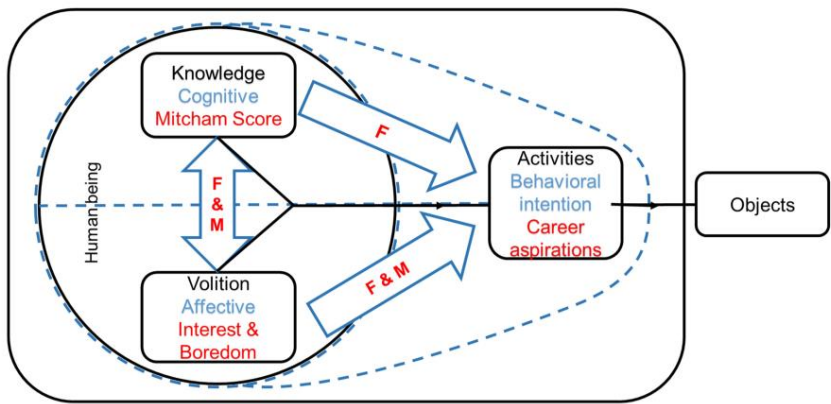 Knowledge
Cognitive
Mitcham Score
F
Human being
F
&
M
Activities
Behavioral
intention
Career
aspirations
Objects
F & M
Volition
Affective
Interest &
Boredom